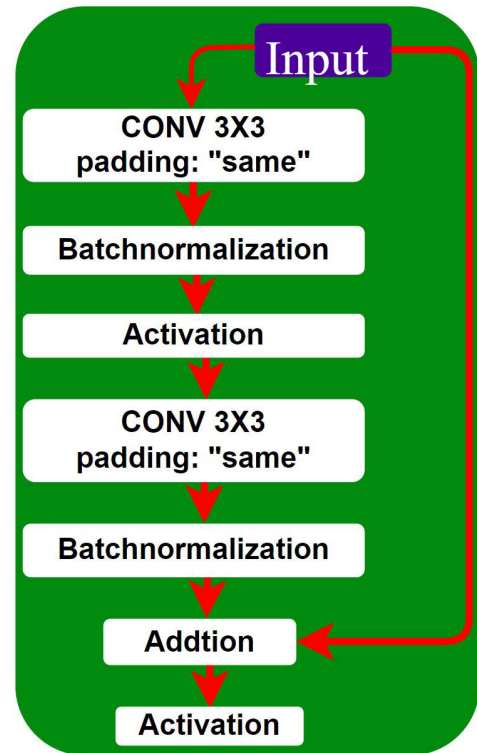 Input
CONV 3X3
padding: "same"
Batchnormalization
Activation
CONV 3X3
padding: "same"
Batchnormalization
Addtion
Activation